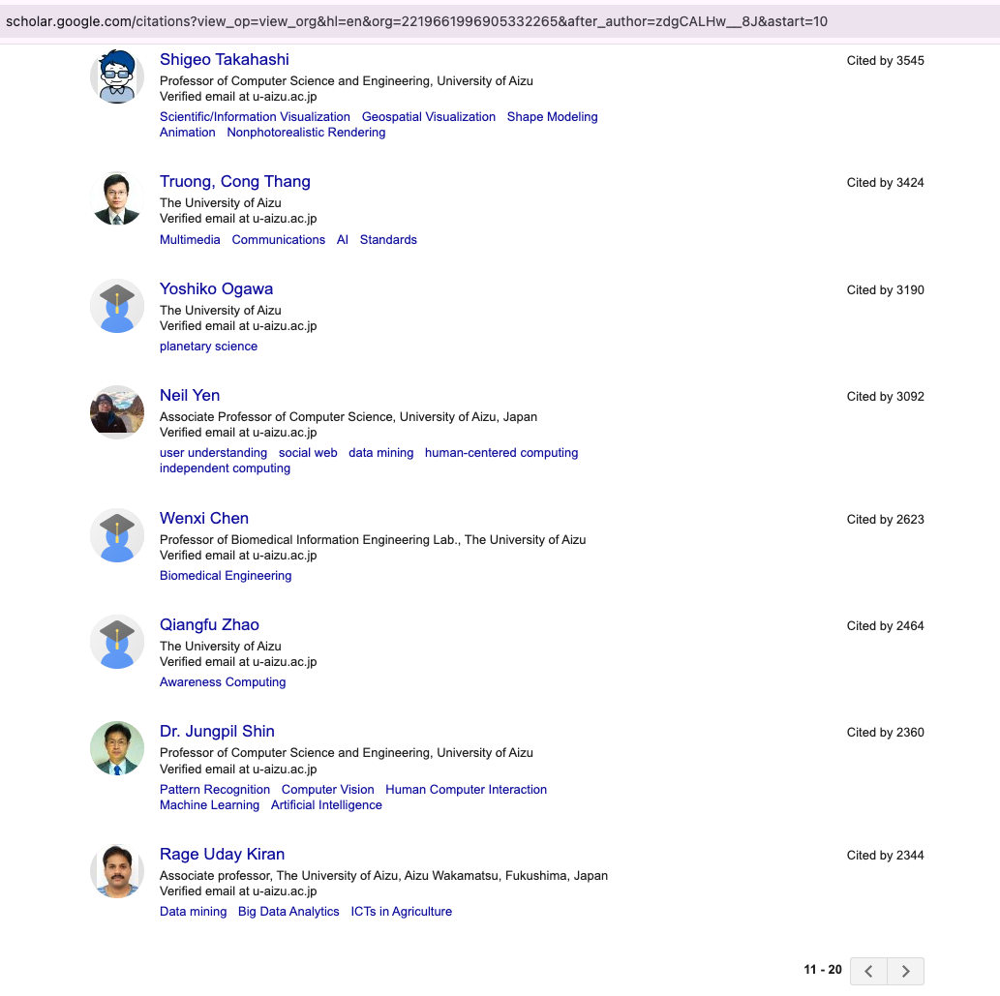 scholar.google.com/citations?view_op=view_org&hl=en&org=2219661996905332265&after_author=zdgCALHw__8J&astart=10
Shigeo Takahashi
Cited by 3545
Professor of Computer Science and Engineering, University of Aizu
Verified email at u-aizu.ac.jp
Scientific/Information Visualization Geospatial Visualization Shape Modeling
Animation Nonphotorealistic Rendering
Truong, Cong Thang
Cited by 3424
The University of Aizu
Verified email at u-aizu.ac.jp
Multimedia Communications AI Standards
Yoshiko Ogawa
Cited by 3190
The University of Aizu
Verified email at u-aizu.ac.jp
planetary science
Neil Yen
Cited by 3092
Associate Professor of Computer Science, University of Aizu, Japan
Verified email at u-aizu.ac.jp
user understanding social web data mining human-centered computing
independent computing
Wenxi Chen
Cited by 2623
Professor of Biomedical Information Engineering Lab., The University of Aizu
Verified email at u-aizu.ac.jp
Biomedical Engineering
Qiangfu Zhao
Cited by 2464
The University of Aizu
Verified email at u-aizu.ac.jp
Awareness Computing
Dr. Jungpil Shin
Cited by 2360
Professor of Computer Science and Engineering, University of Aizu
Verified email at u-aizu.ac.jp
Pattern Recognition Computer Vision Human Computer Interaction
Machine Learning Artificial Intelligence
Rage Uday Kiran
Cited by 2344
Associate professor, The University of Aizu, Aizu Wakamatsu, Fukushima, Japan
Verified email at u-aizu.ac.jp
Data mining Big Data Analytics ICTs in Agriculture
11 - 20